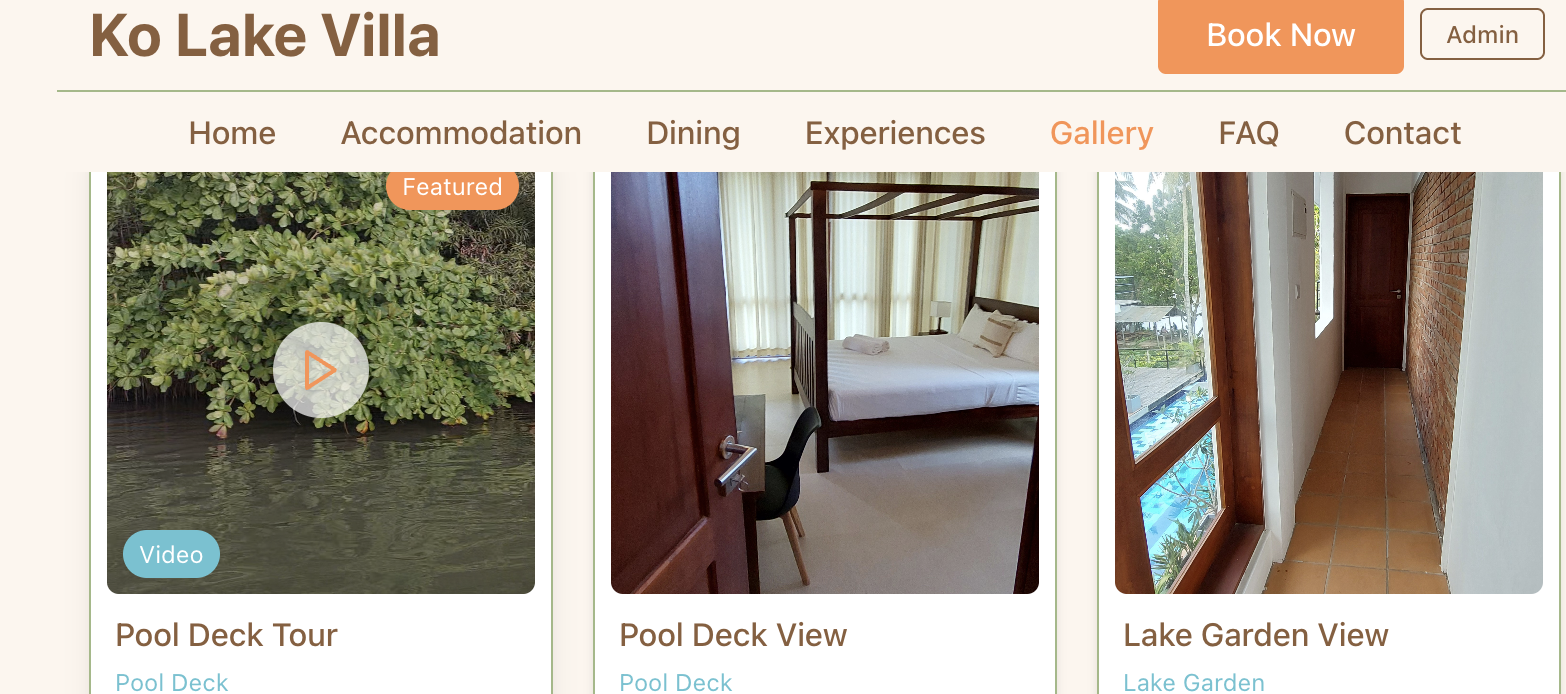 Ko Lake Villa
Book Now
Admin
Home Accommodation Dining Experiences Gallery FAQ Contact
Featured
Video
Pool Deck Tour
Pool Deck
Pool Deck View
Pool Deck
Lake Garden View
Lake Garden